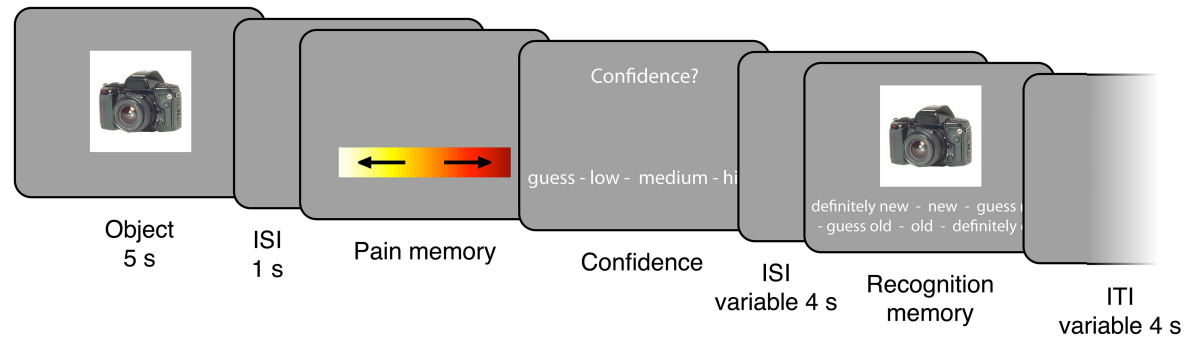 Confidence?
guess - low - medium - hi
definitely new - new - guess
- guess old - old - definitely
Object
5 s
ISI
1 s
Pain memory
Confidence
ISI
variable 4 s
Recognition
memory
ITI
variable 4 s